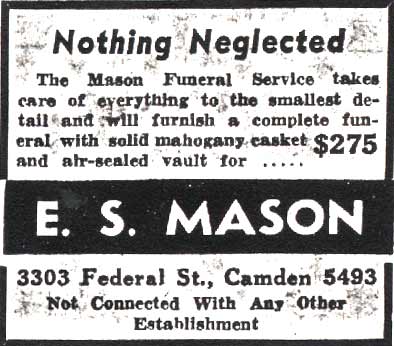 Nothing Neglected
The Mason Funeral Service takes
care of everything to the smallest de-
tail and will furnish a complete fun-
eral with solid mahogany casket $275
and air-sealed vault for .....
E. S. MASON
3303 Federal St., Camden 5493
Not Connected With Any Other
Establishment